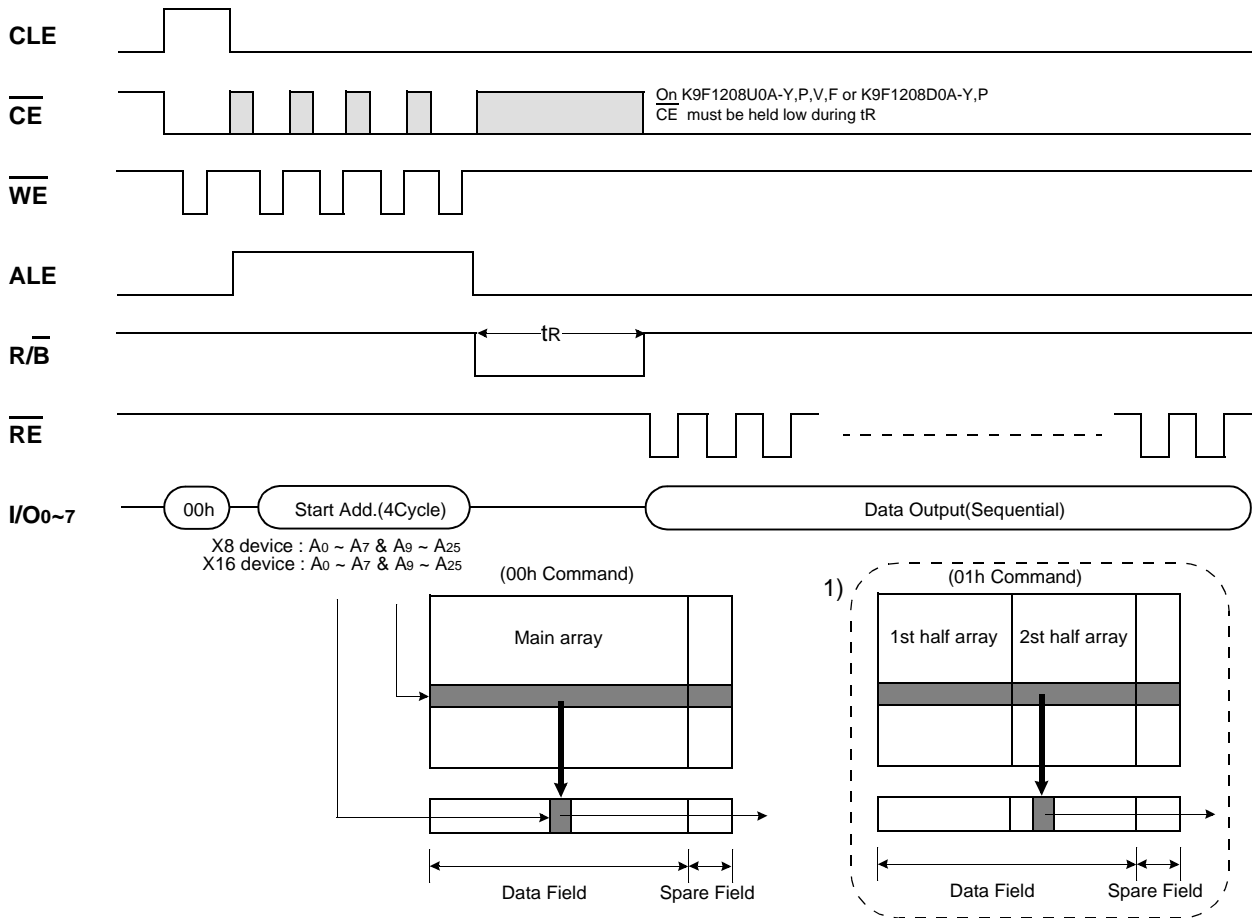 CLE
CE
On K9F1208U0A-Y,P,V,F or K9F1208D0A-Y,P
CE must be held low during tR
WE
ALE
R/B
tR
RE
I/O0~7
00h
Start Add.(4Cycle)
Data Output(Sequential)
X8 device : A0 ~ A7 & A9 ~ A25
X16 device : A0 ~ A7 & A9 ~ A25
(00h Command)
1)
(01h Command)
Main array
1st half array
2st half array
Data Field
Spare Field
Data Field
Spare Field